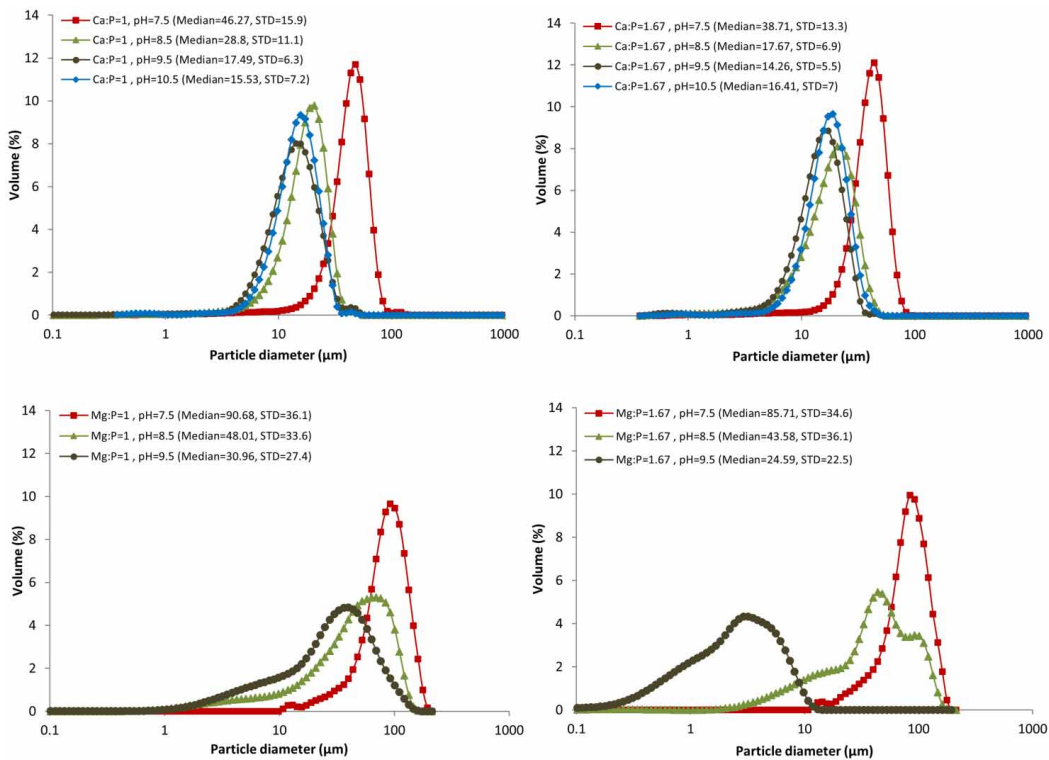 Ca:P=1, pH=7.5 (Median=46.27, STD=15.9)
Ca:P=1, pH=8.5 (Median=28.8, STD=11.1)
Ca:P=1, pH=9.5 (Median=17.49, STD=6.3)
Ca:P=1, pH=10.5 (Median=15.53, STD=7.2)
14
12
10
8
6
4
2
0
Volume (%)
0.1
1
10
100
1000
Particle diameter (µm)
Ca:P=1.67, pH=7.5 (Median=38.71, STD=13.3)
Ca:P=1.67, pH=8.5 (Median=17.67, STD=6.9)
Ca:P=1.67, pH=9.5 (Median=14.26, STD=5.5)
Ca:P=1.67, pH=10.5 (Median=16.41, STD=7)
14
12
10
8
6
4
2
0
Volume (%)
0.1
1
10
100
1000
Particle diameter (µm)
Mg:P=1 , pH=7.5 (Median=90.68, STD=36.1)
Mg:P=1 , pH=8.5 (Median=48.01, STD=33.6)
Mg:P=1 , pH=9.5 (Median=30.96, STD=27.4)
14
12
10
8
6
4
2
0
Volume (%)
0.1
1
10
100
1000
Particle diameter (µm)
Mg:P=1.67 , pH=7.5 (Median=85.71, STD=34.6)
Mg:P=1.67 , pH=8.5 (Median=43.58, STD=36.1)
Mg:P=1.67 , pH=9.5 (Median=24.59, STD=22.5)
14
12
10
8
6
4
2
0
Volume (%)
0.1
1
10
100
1000
Particle diameter (µm)